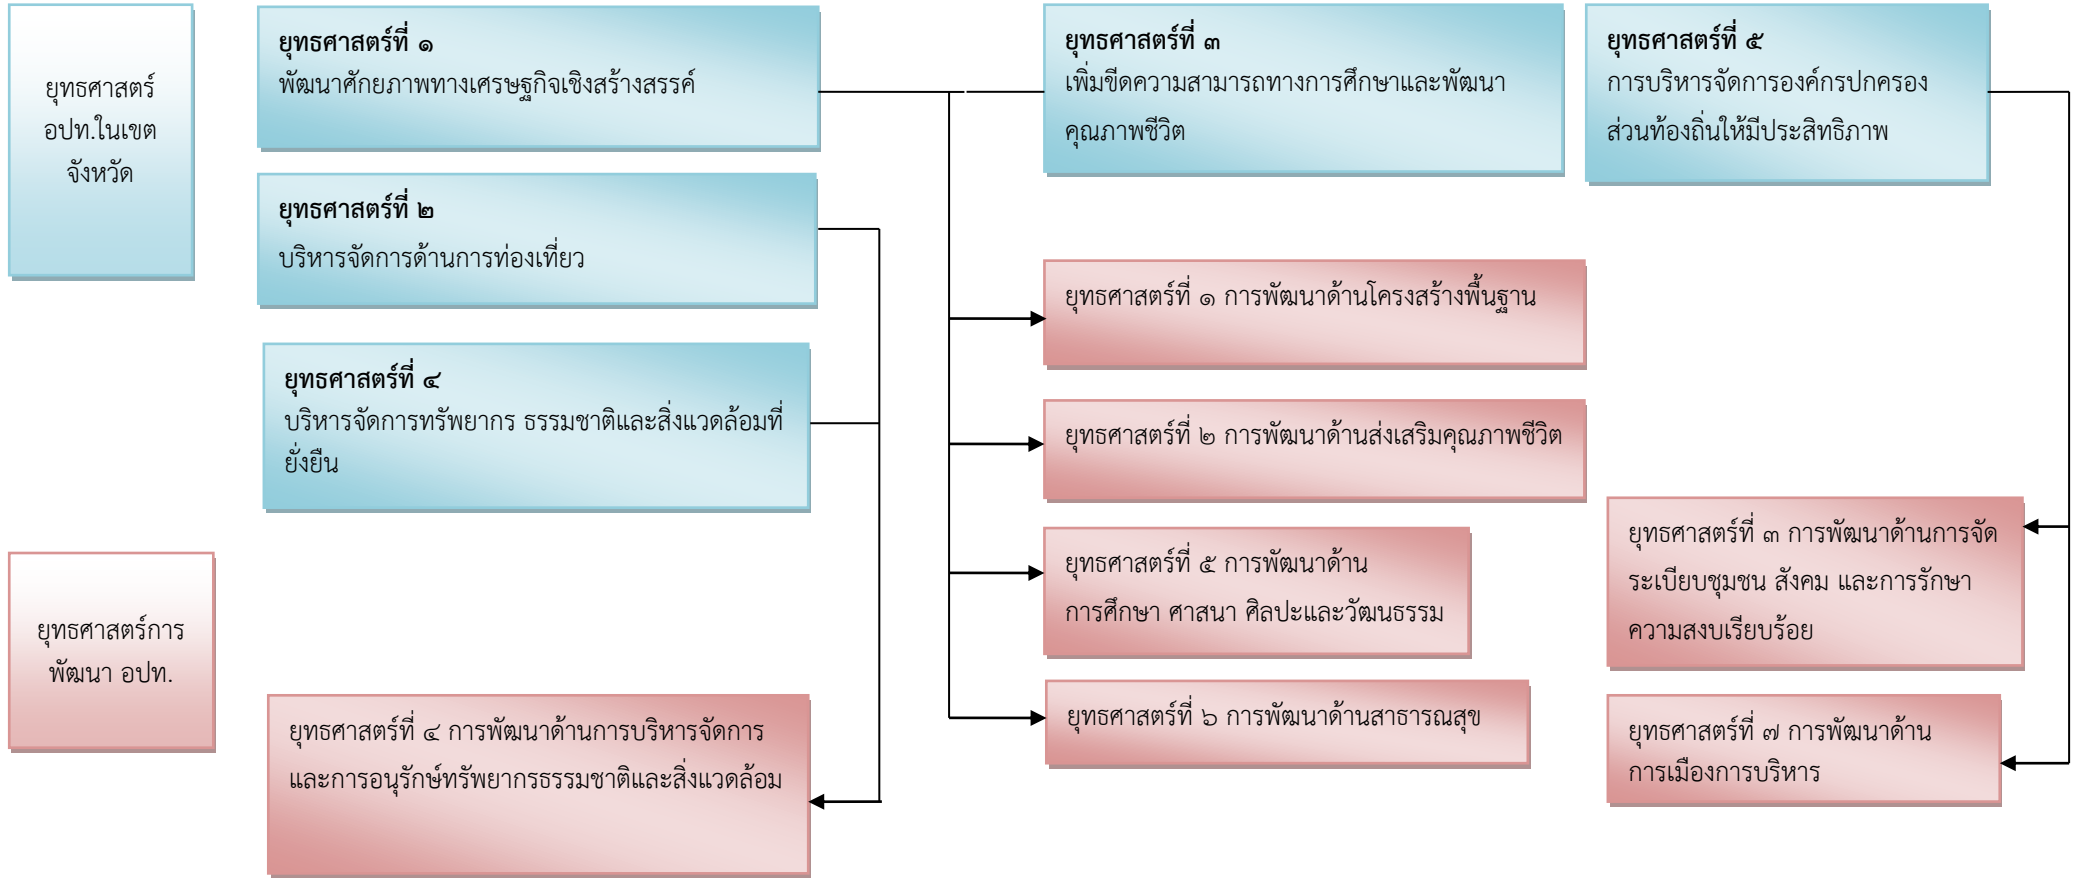 ยุทธศาสตร์
อปท.ในเขต
จังหวัด
ยุทธศาสตร์ที่ ๑
พัฒนาศักยภาพทางเศรษฐกิจเชิงสร้างสรรค์
ยุทธศาสตร์ที่ ๓
เพิ่มขีดความสามารถทางการศึกษาและพัฒนา
คุณภาพชีวิต
ยุทธศาสตร์ที่ ๕
การบริหารจัดการองค์กรปกครอง
ส่วนท้องถิ่นให้มีประสิทธิภาพ
ยุทธศาสตร์ที่ ๒
บริหารจัดการด้านการท่องเที่ยว
ยุทธศาสตร์ที่ ๔
บริหารจัดการทรัพยากร ธรรมชาติและสิ่งแวดล้อมที่
ยั่งยืน
ยุทธศาสตร์การ
พัฒนา อปท.
ยุทธศาสตร์ที่ ๔ การพัฒนาด้านการบริหารจัดการ
และการอนุรักษ์ทรัพยากรธรรมชาติและสิ่งแวดล้อม
ยุทธศาสตร์ที่ ๑ การพัฒนาด้านโครงสร้างพื้นฐาน
ยุทธศาสตร์ที่ ๒ การพัฒนาด้านส่งเสริมคุณภาพชีวิต
ยุทธศาสตร์ที่ ๕ การพัฒนาด้าน
การศึกษา ศาสนา ศิลปะและวัฒนธรรม
ยุทธศาสตร์ที่ ๖ การพัฒนาด้านสาธารณสุข
ยุทธศาสตร์ที่ ๓ การพัฒนาด้านการจัด
ระเบียบชุมชน สังคม และการรักษา
ความสงบเรียบร้อย
ยุทธศาสตร์ที่ ๗ การพัฒนาด้าน
การเมืองการบริหาร